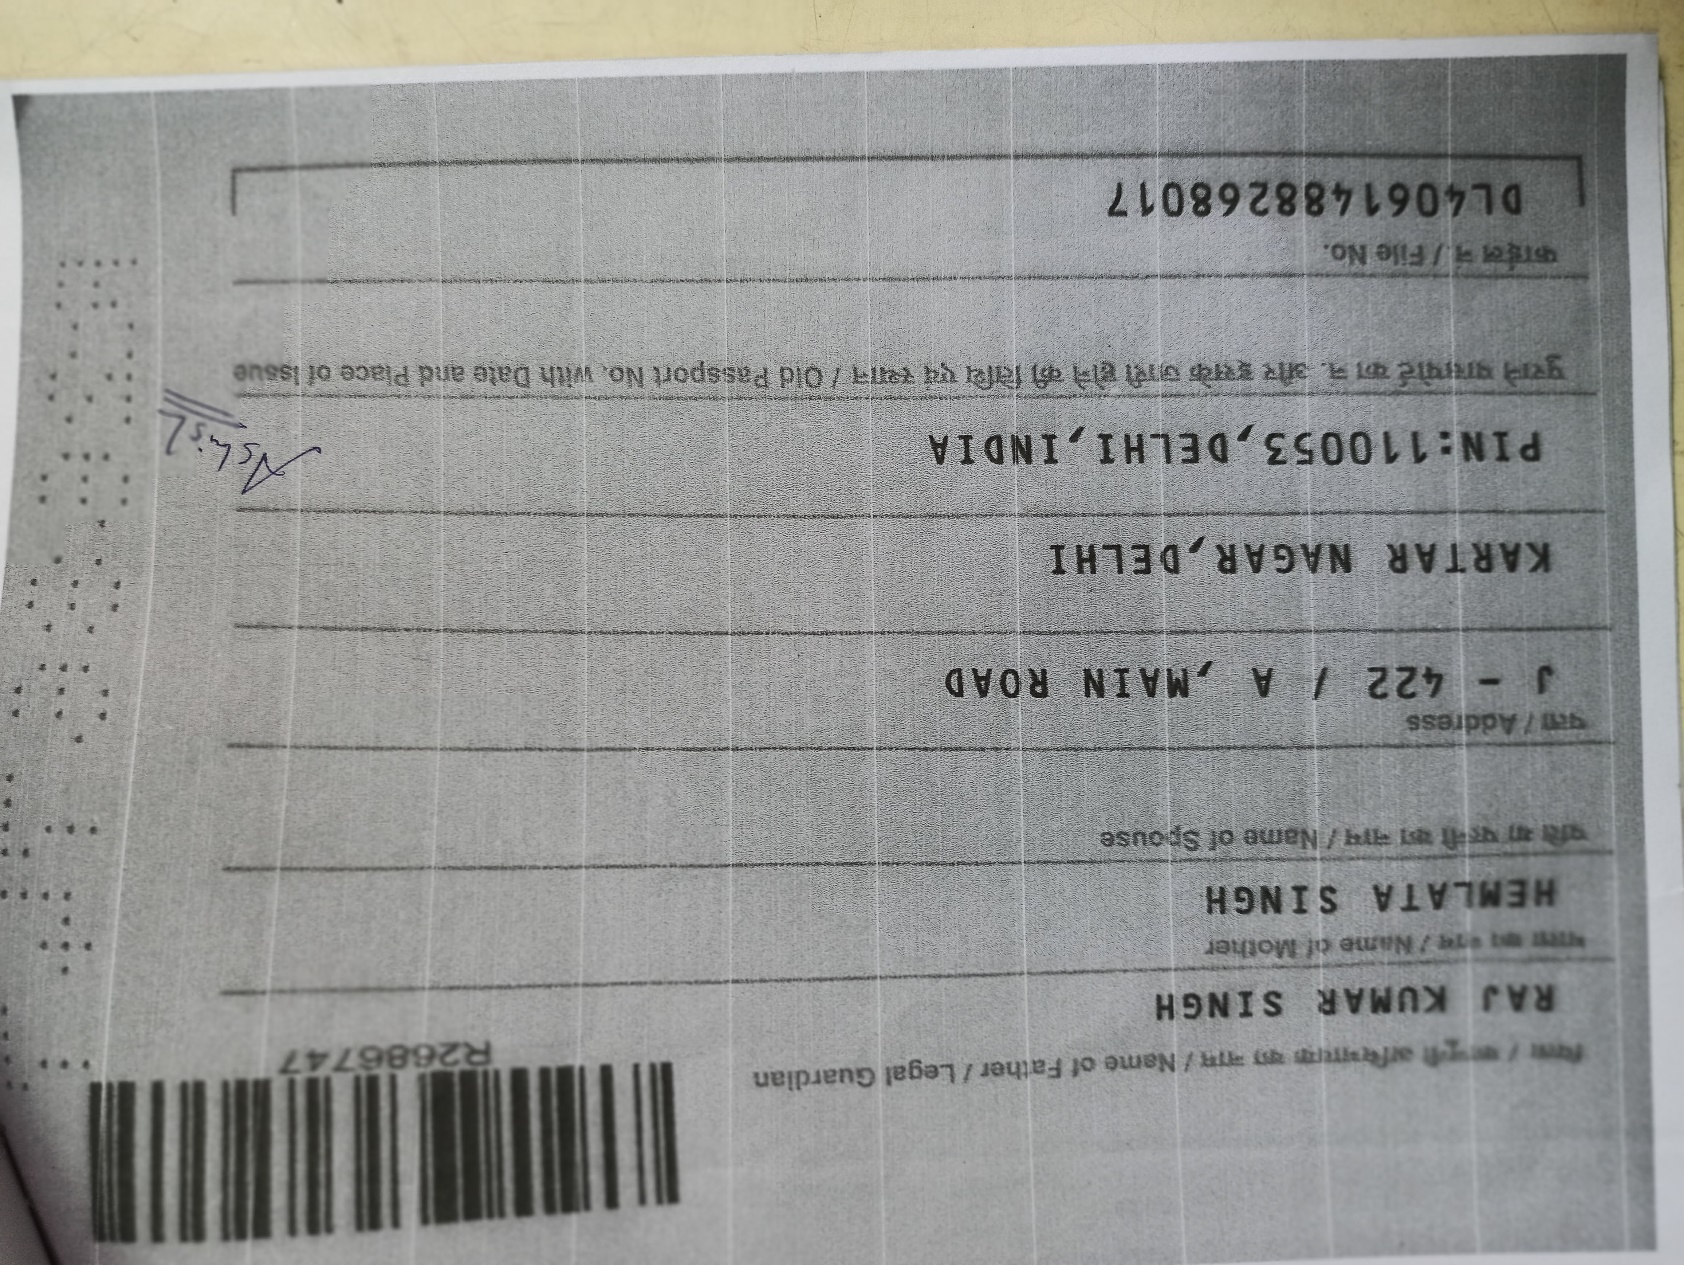 R2686747
पिता / कानूनी अभिभावक का नाम / Name of Father / Legal Guardian
RAJ KUMAR SINGH
माता का नाम / Name of Mother
HEMLATA SINGH
पति या पत्नी का नाम / Name of Spouse
पता / Address
J - 422 / A ,MAIN ROAD
KARTAR NAGAR,DELHI
PIN:110053,DELHI,INDIA
पुराने पासपोर्ट का नं. और इसके जारी होने की तिथि एवं स्थान / Old Passport No. with Date and Place of Issue
फाईल नं / File No.
DL4061488268017